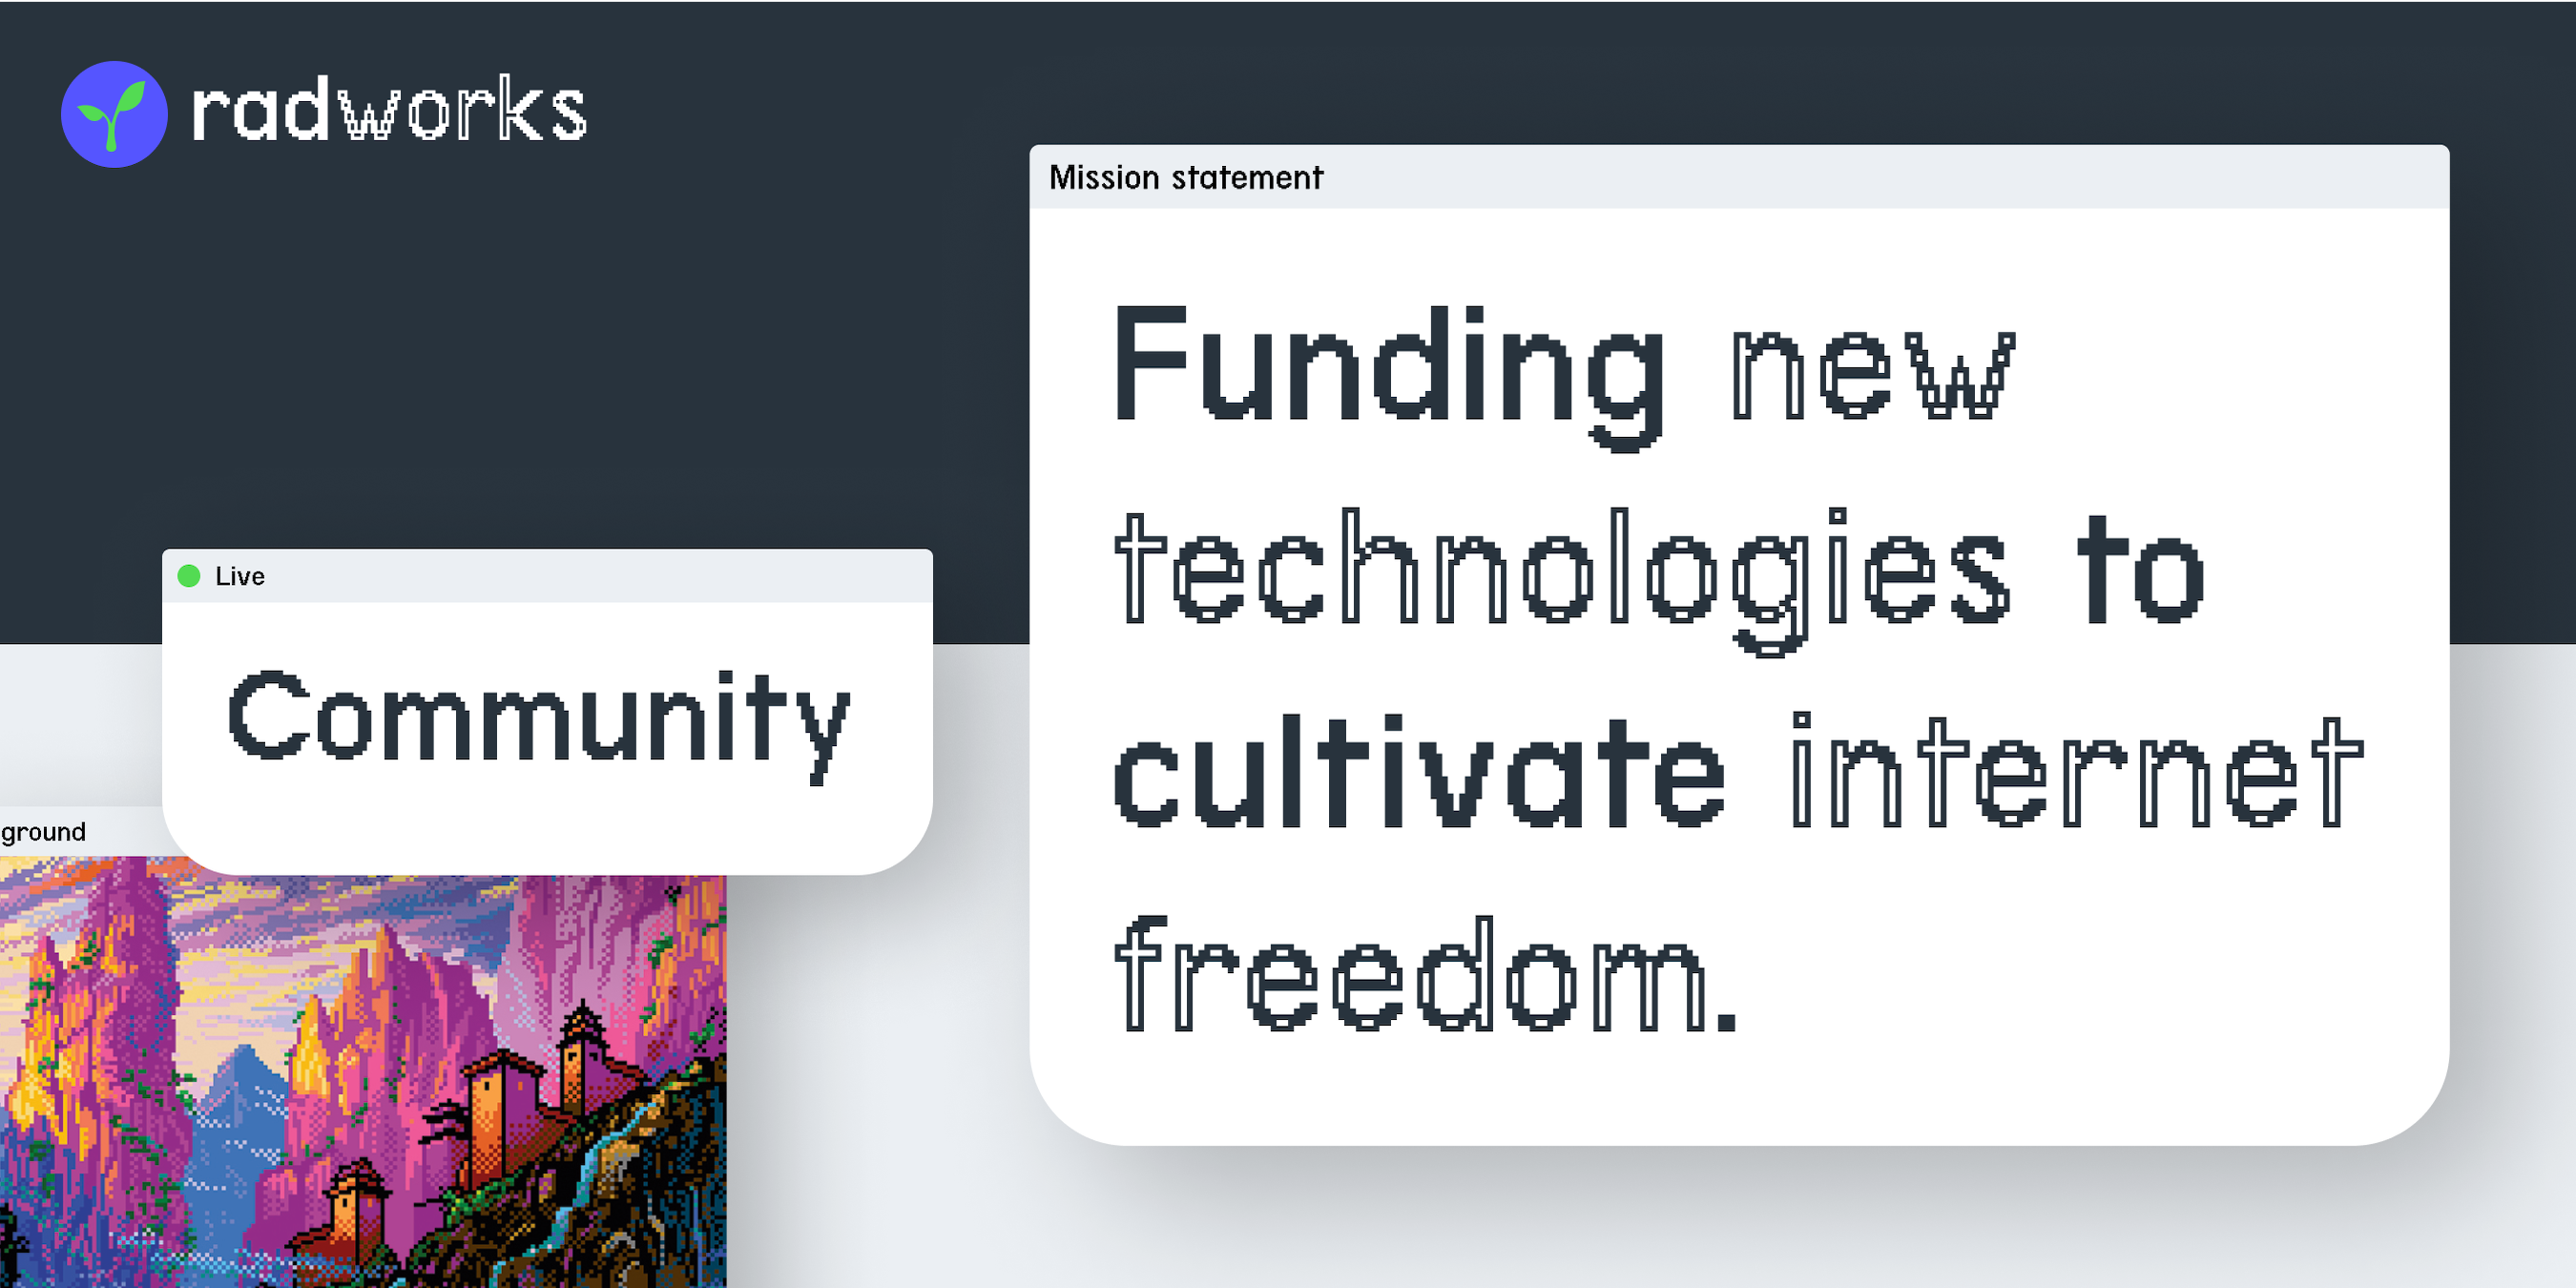 radworks
Mission statement
Funding new
technologies to
cultivate internet
freedom.
Live
Community
ground